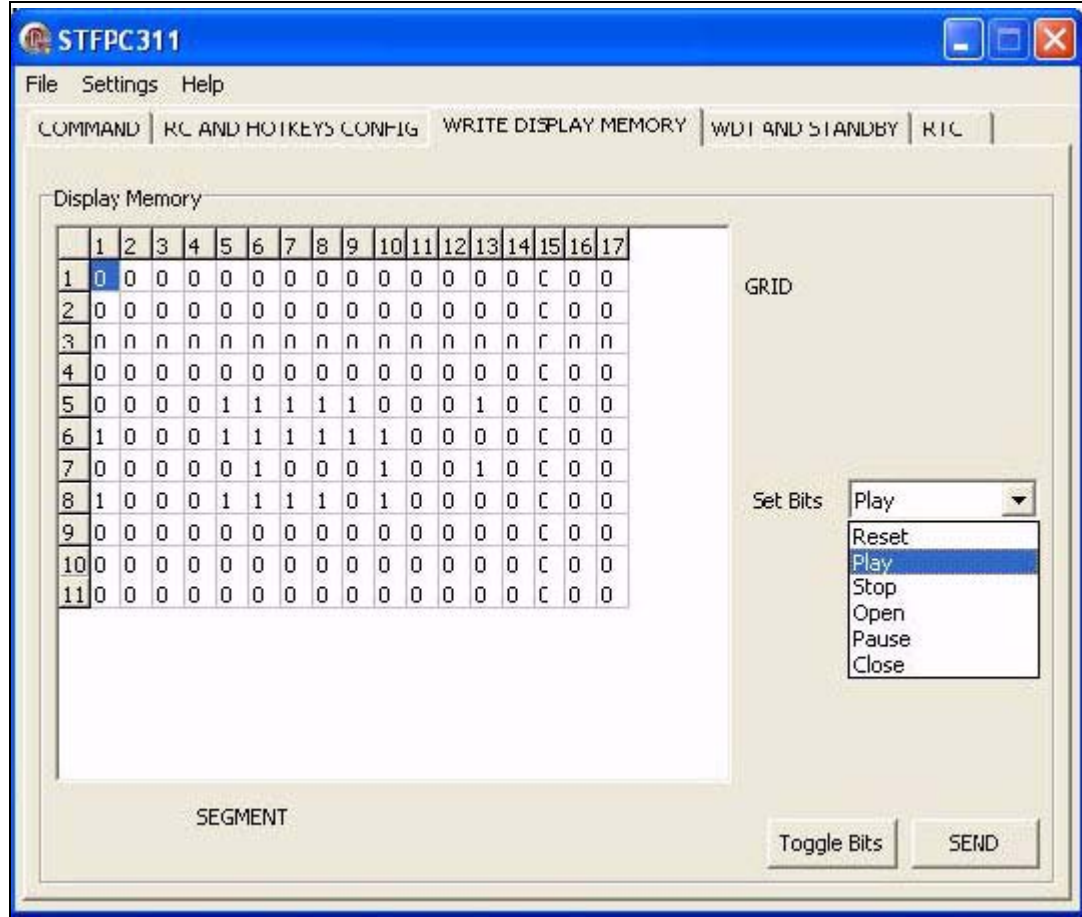 STFPC311
File Settings Help
COMMAND RC AND HOTKEYS CONFIG WRITE DISPLAY MEMORY WDT AND STANDBY RTC
Display Memory
1 2 3 4 5 6 7 8 9 10 11 12 13 14 15 16 17
1 0 0 0 0 0 0 0 0 0 0 0 0 0 0 0 0 0
2 0 0 0 0 0 0 0 0 0 0 0 0 0 0 0 0 0
3 0 0 0 0 0 0 0 0 0 0 0 0 0 0 0 0 0
4 0 0 0 0 0 0 0 0 0 0 0 0 0 0 0 0 0
5 0 0 0 0 1 1 1 1 1 0 0 0 1 0 0 0 0
6 1 0 0 0 1 1 1 1 1 1 0 0 0 0 0 0 0
7 0 0 0 0 0 1 0 0 0 1 0 0 1 0 0 0 0
8 1 0 0 0 1 1 1 1 0 1 0 0 0 0 0 0 0
9 0 0 0 0 0 0 0 0 0 0 0 0 0 0 0 0 0
10 0 0 0 0 0 0 0 0 0 0 0 0 0 0 0 0 0
11 0 0 0 0 0 0 0 0 0 0 0 0 0 0 0 0 0
GRID
Set Bits Play
Reset
Play
Stop
Open
Pause
Close
SEGMENT
Toggle Bits SEND